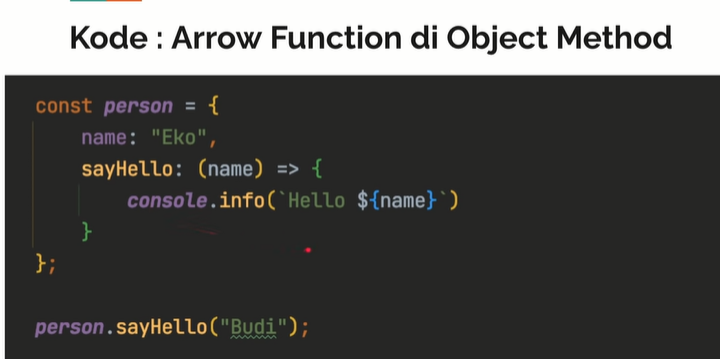 Kode : Arrow Function di Object Method
const person = {
    name: "Eko",
    sayHello: (name) => {
        console.info(`Hello ${name}`)
    }
};
person.sayHello("Budi");